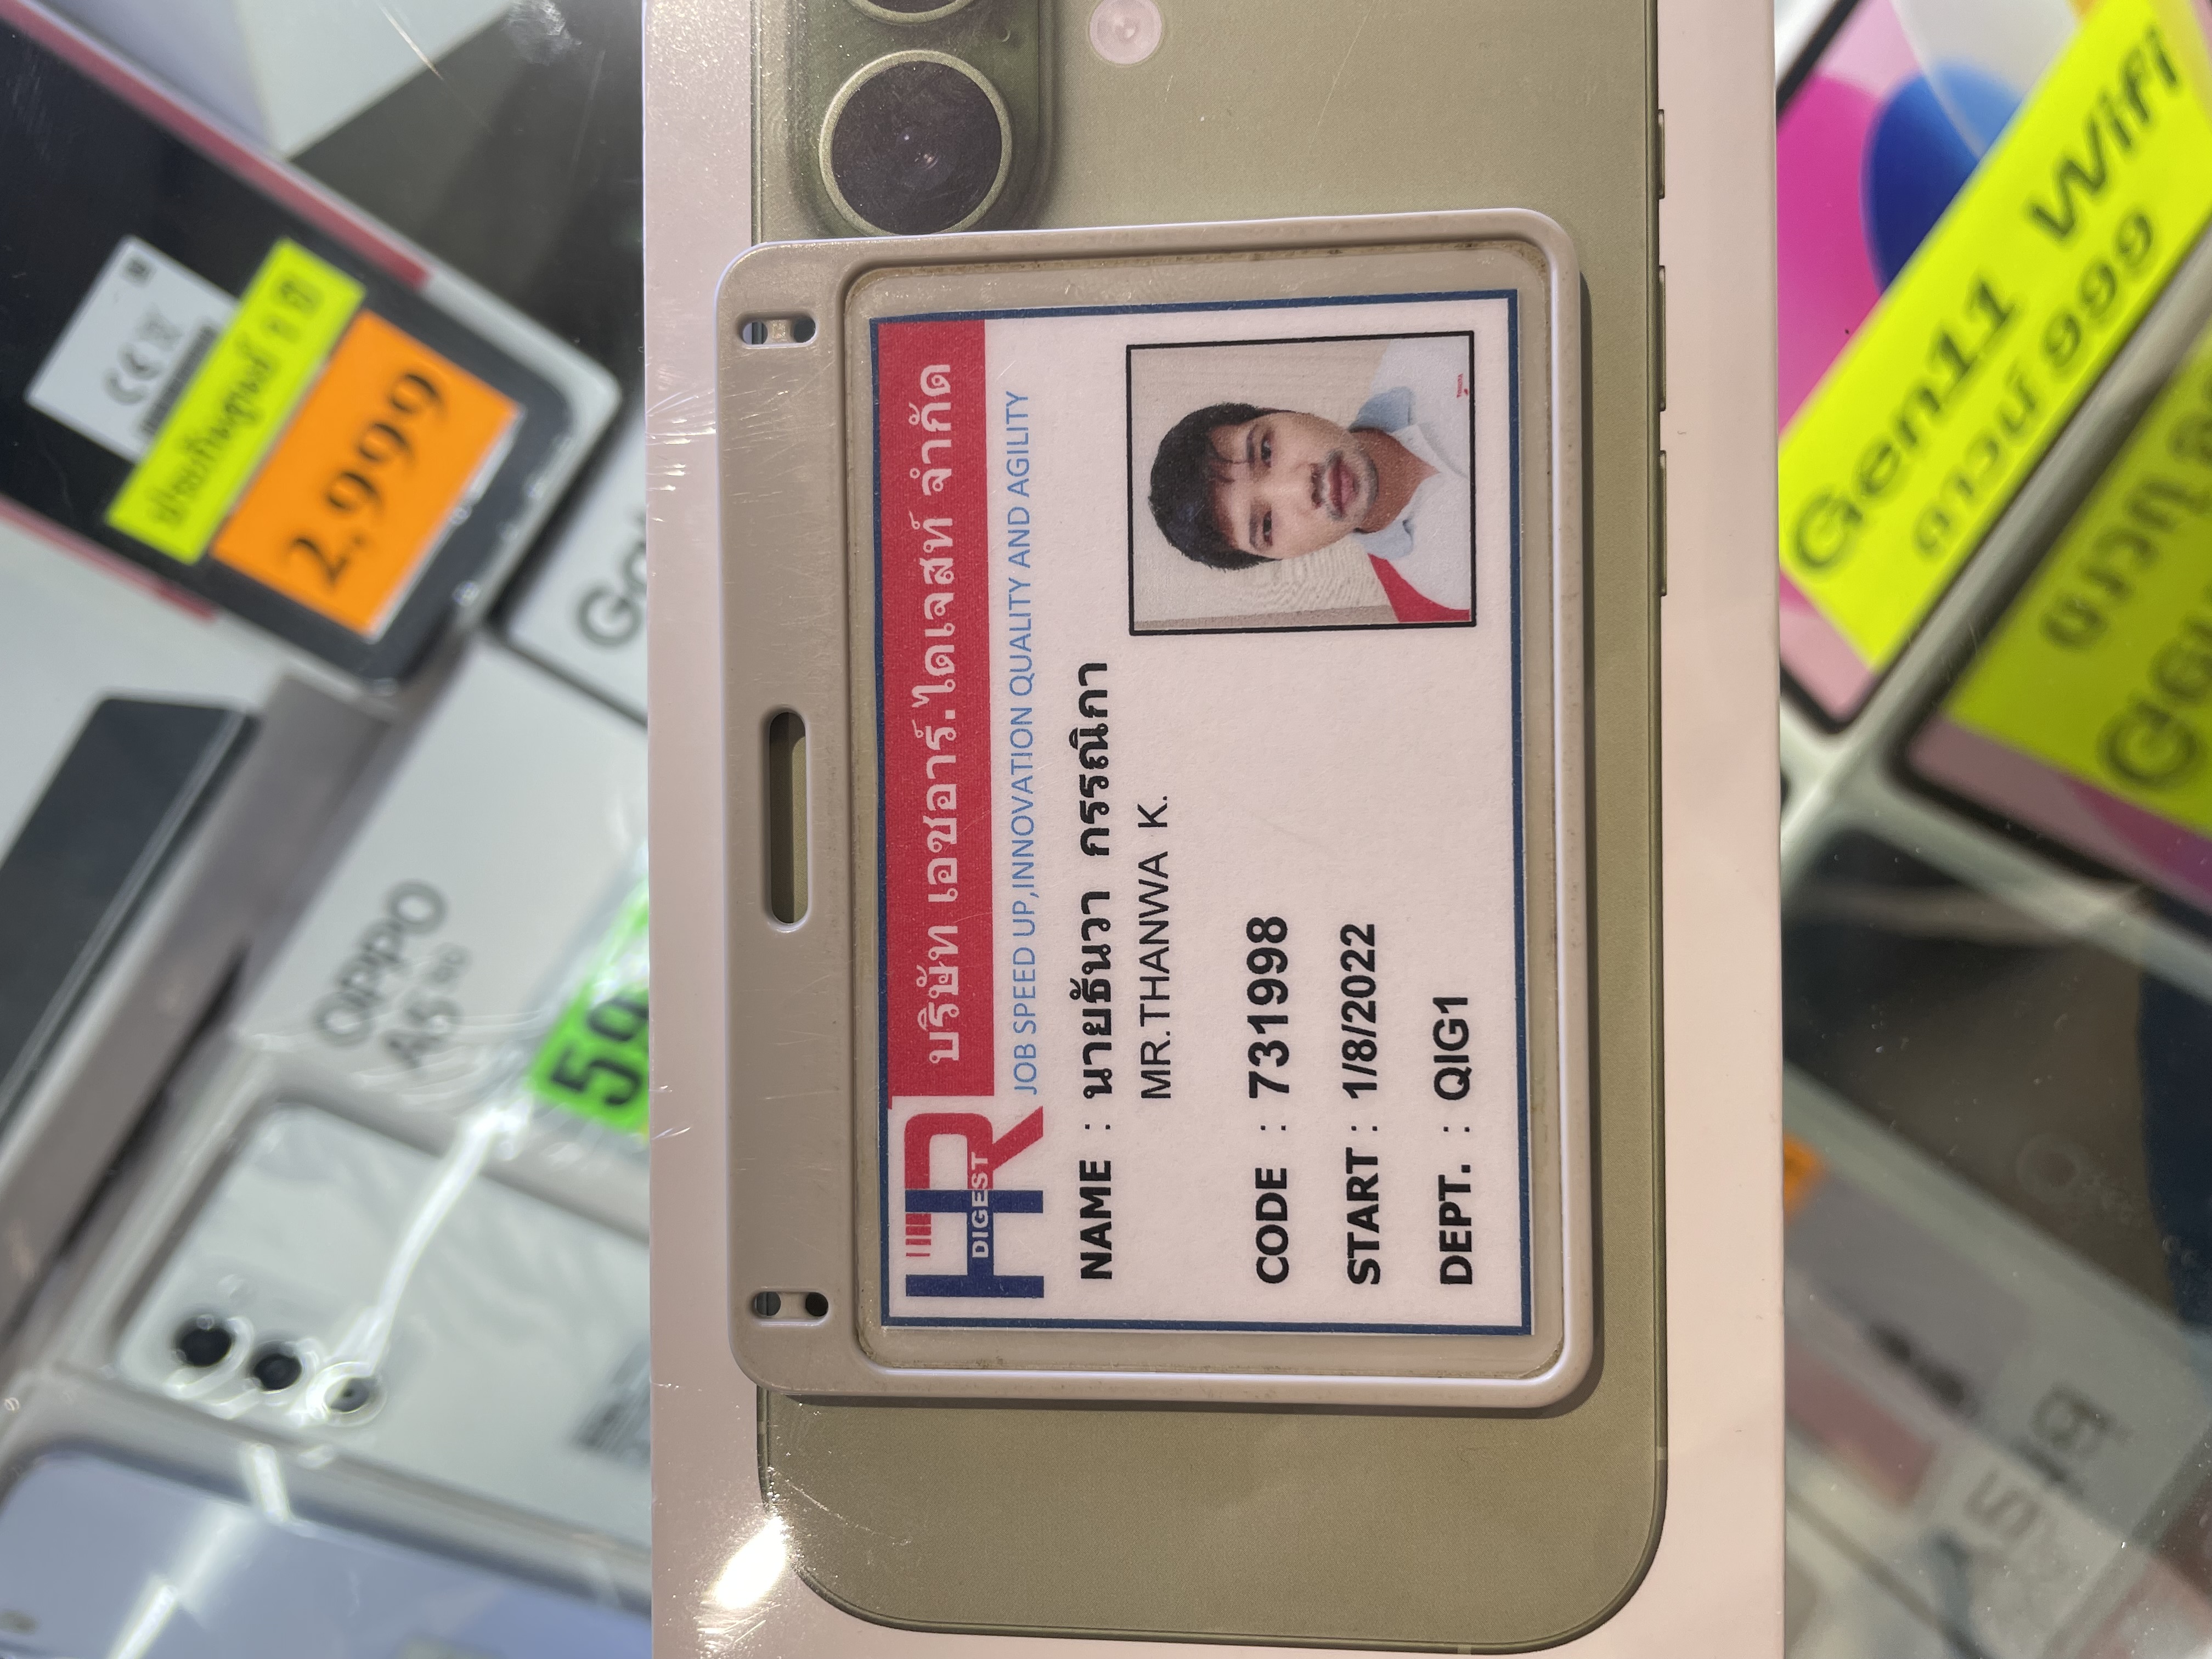 HR
DIGEST
บริษัท เอชอาร์.ไดเจสท์ จำกัด
JOB SPEED UP,INNOVATION QUALITY AND AGILITY
NAME : นายธันวา กรรณิกา
MR.THANWA K.
CODE : 731998
START : 1/8/2022
DEPT. : QIG1
2,999
OPPO
Gen11 Wifi
ดาวน์ 999